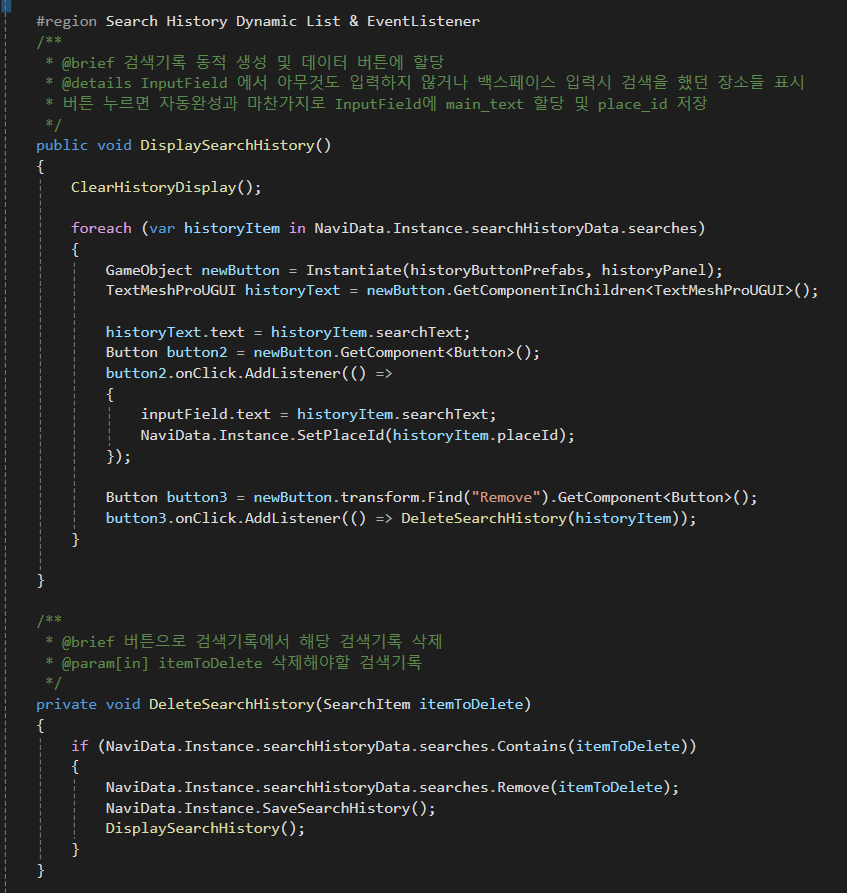 #region Search History Dynamic List & EventListener
/**
 * @brief 검색기록 동적 생성 및 데이터 버튼에 할당
 * @details InputField 에서 아무것도 입력하지 않거나 백스페이스 입력시 검색을 했던 장소들 표시
 * 버튼 누르면 자동완성과 마찬가지로 InputField에 main_text 할당 및 place_id 저장
 */
public void DisplaySearchHistory()
{
    ClearHistoryDisplay();

    foreach (var historyItem in NaviData.Instance.searchHistoryData.searches)
    {
        GameObject newButton = Instantiate(historyButtonPrefabs, historyPanel);
        TextMeshProUGUI historyText = newButton.GetComponentInChildren<TextMeshProUGUI>();

        historyText.text = historyItem.searchText;
        Button button2 = newButton.GetComponent<Button>();
        button2.onClick.AddListener(() =>
        {
            inputField.text = historyItem.searchText;
            NaviData.Instance.SetPlaceId(historyItem.placeId);
        });

        Button button3 = newButton.transform.Find("Remove").GetComponent<Button>();
        button3.onClick.AddListener(() => DeleteSearchHistory(historyItem));
    }

}

/**
 * @brief 버튼으로 검색기록에서 해당 검색기록 삭제
 * @param[in] itemToDelete 삭제해야할 검색기록
 */
private void DeleteSearchHistory(SearchItem itemToDelete)
{
    if (NaviData.Instance.searchHistoryData.searches.Contains(itemToDelete))
    {
        NaviData.Instance.searchHistoryData.searches.Remove(itemToDelete);
        NaviData.Instance.SaveSearchHistory();
        DisplaySearchHistory();
    }
}